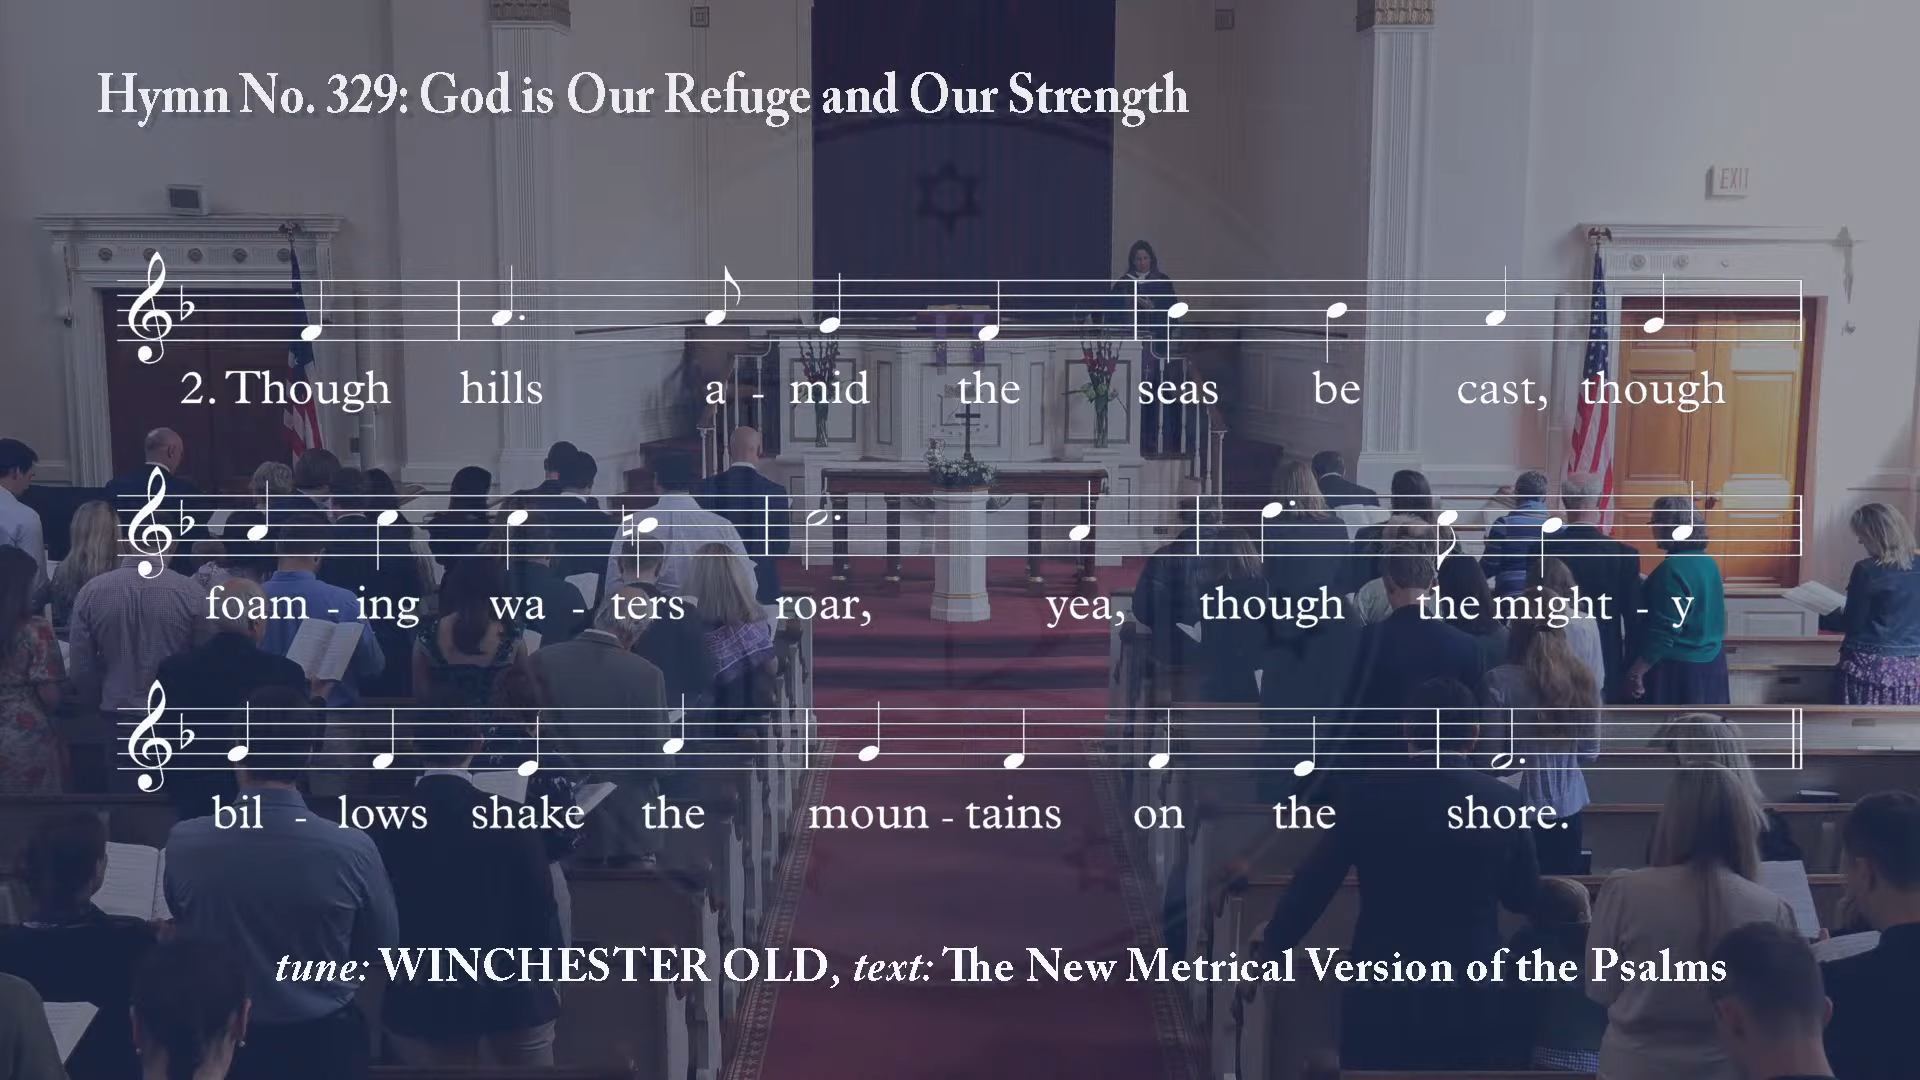 Hymn No. 329: God is Our Refuge and Our Strength
EXIT
2. Though hills a - mid the seas be cast, though
foam - ing wa - ters roar, yea, though the might - y
bil - lows shake the moun - tains on the shore.
tune: WINCHESTER OLD, text: The New Metrical Version of the Psalms